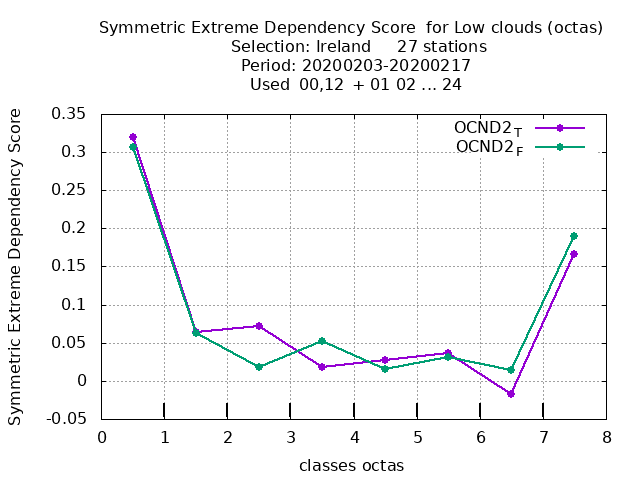 Symmetric Extreme Dependency Score  for Low clouds (octas)
Selection: Ireland     27 stations
Period: 20200203-20200217
Used  00,12  + 01 02 ... 24
OCND2T
OCND2F
Symmetric Extreme Dependency Score
0.35
0.3
0.25
0.2
0.15
0.1
0.05
0
-0.05
0 1 2 3 4 5 6 7 8
classes octas